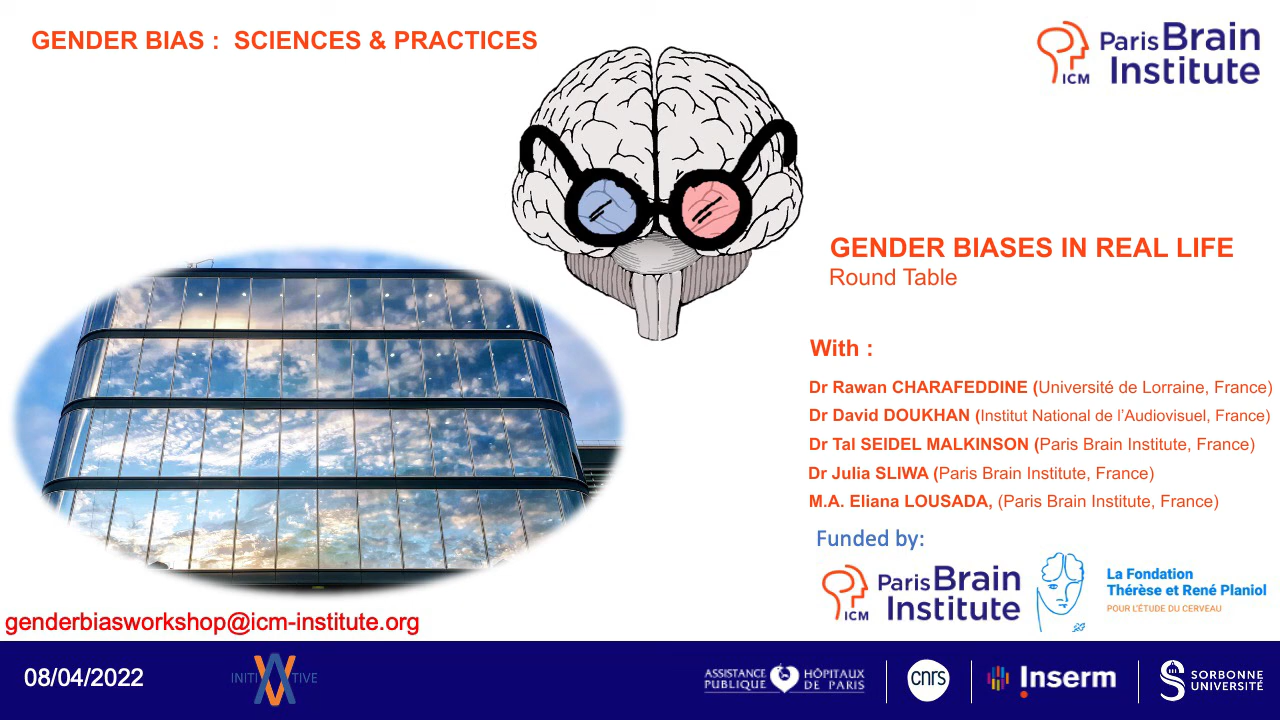 GENDER BIAS : SCIENCES & PRACTICES
Paris Brain
Institute
ICM
GENDER BIASES IN REAL LIFE
Round Table
With :
Dr Rawan CHARAFEDDINE (Université de Lorraine, France)
Dr David DOUKHAN (Institut National de l’Audiovisuel, France)
Dr Tal SEIDEL MALKINSON (Paris Brain Institute, France)
Dr Julia SLIWA (Paris Brain Institute, France)
M.A. Eliana LOUSADA, (Paris Brain Institute, France)
Funded by:
Paris Brain
Institute
ICM
La Fondation
Thérèse et René Planiol
POUR L'ÉTUDE DU CERVEAU
genderbiasworkshop@icm-institute.org
08/04/2022
INITI TIVE
ASSISTANCE PUBLIQUE
HÔPITAUX DE PARIS
cnrs
Inserm
SORBONNE
UNIVERSITÉ